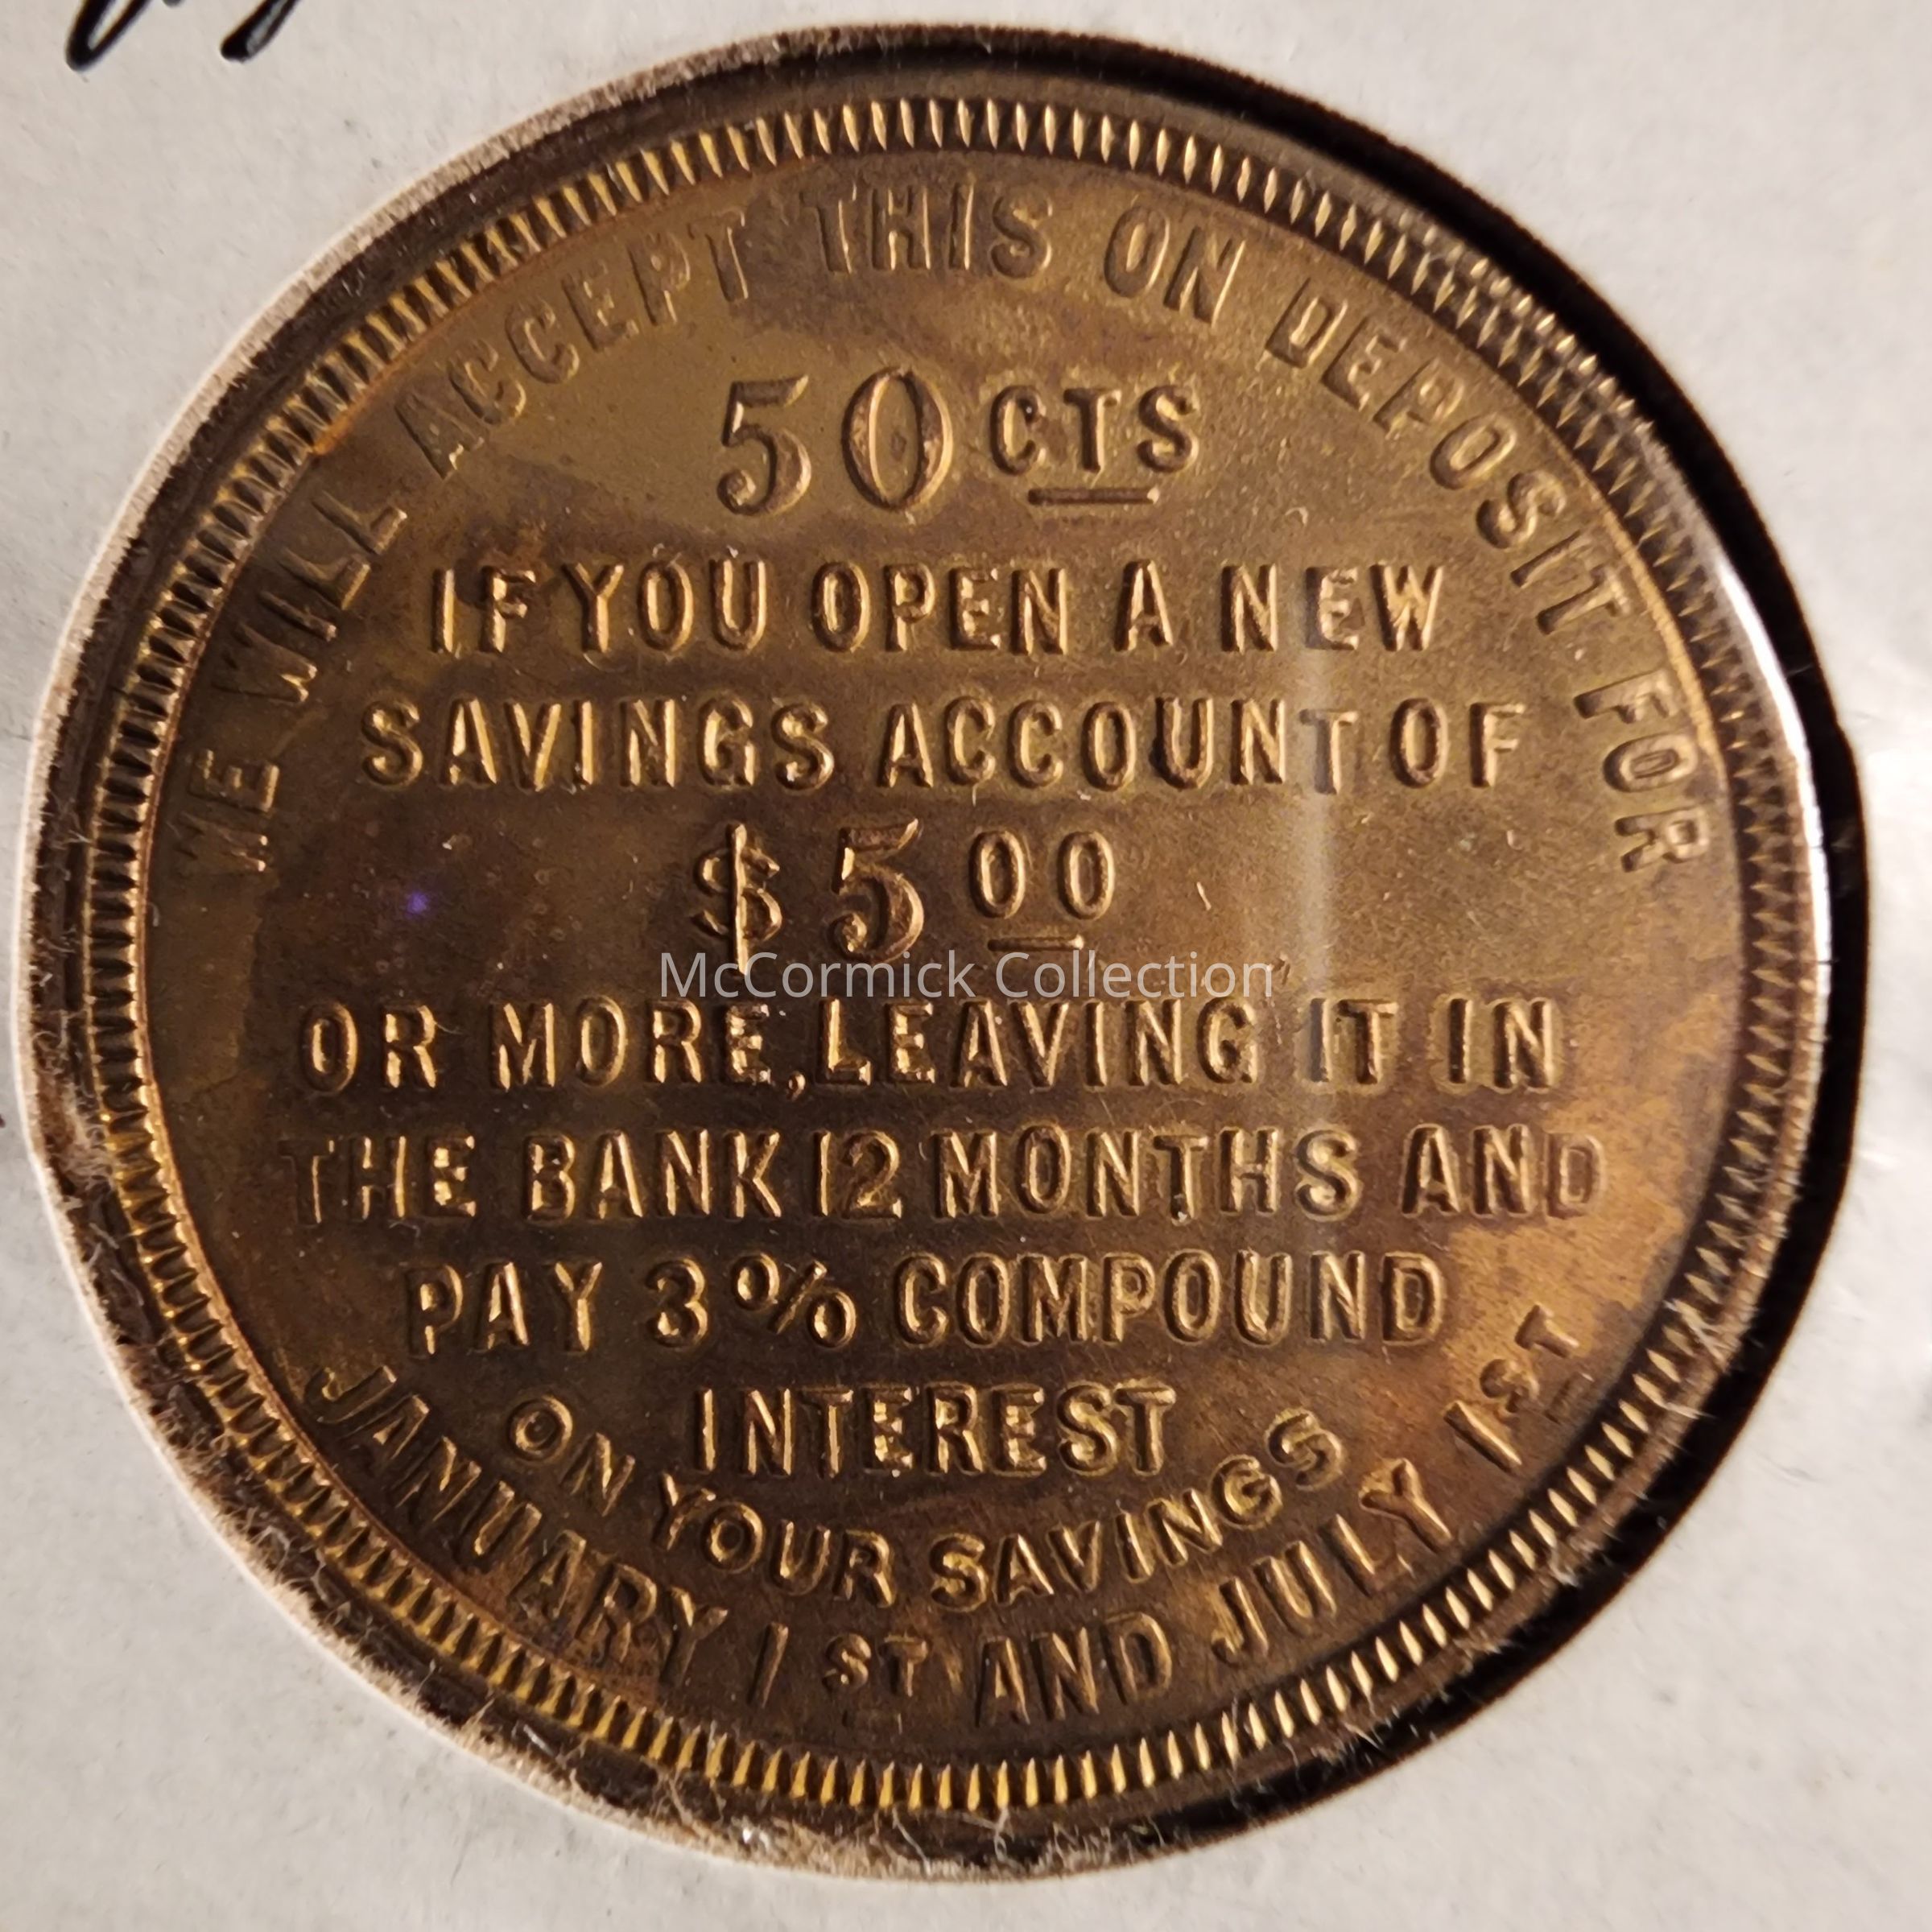 WE WILL ACCEPT THIS ON DEPOSIT FOR
50 CTS
IF YOU OPEN A NEW
SAVINGS ACCOUNT OF
$5 00
McCormick Collection
OR MORE, LEAVING IT IN
THE BANK 12 MONTHS AND
PAY 3% COMPOUND
INTEREST
ON YOUR SAVINGS
JANUARY 1ST AND JULY 1ST